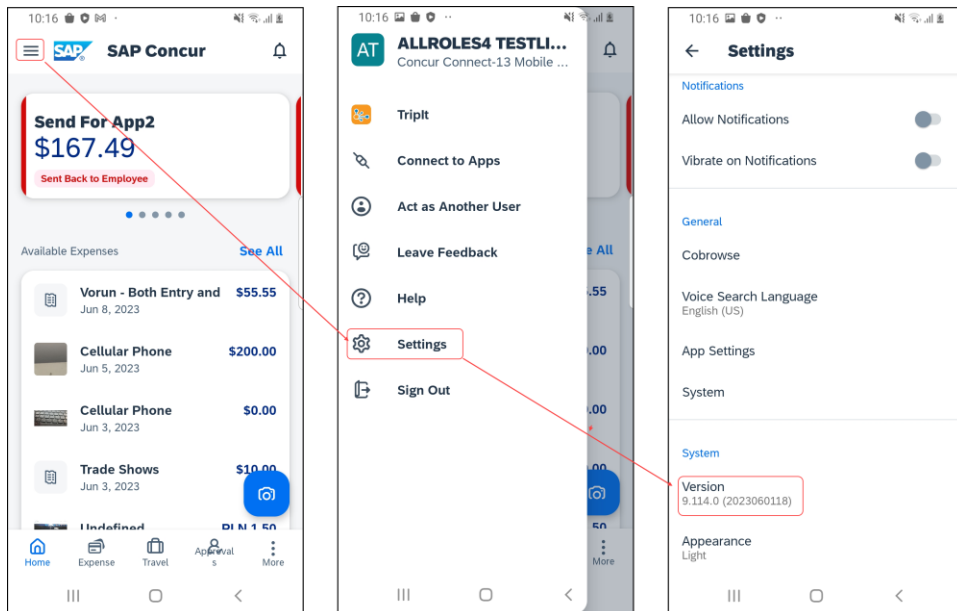 10:16
SAP
SAP Concur
Send For App2
$167.49
Sent Back to Employee
Available Expenses
See All
Vorun - Both Entry and
$55.55
Jun 8, 2023
Cellular Phone
$200.00
Jun 5, 2023
Cellular Phone
$0.00
Jun 3, 2023
Trade Shows
$10.00
Jun 3, 2023
Undefined
PLN 1.50
Home
Expense
Travel
Approval
s
More
10:16
AT
ALLROLES4 TESTLI...
Concur Connect-13 Mobile ...
TripIt
Connect to Apps
Act as Another User
Leave Feedback
e All
Help
.55
Settings
.00
Sign Out
.00
.00
.50
More
10:16
Settings
Notifications
Allow Notifications
Vibrate on Notifications
General
Cobrowse
Voice Search Language
English (US)
App Settings
System
System
Version
9.114.0 (2023060118)
Appearance
Light